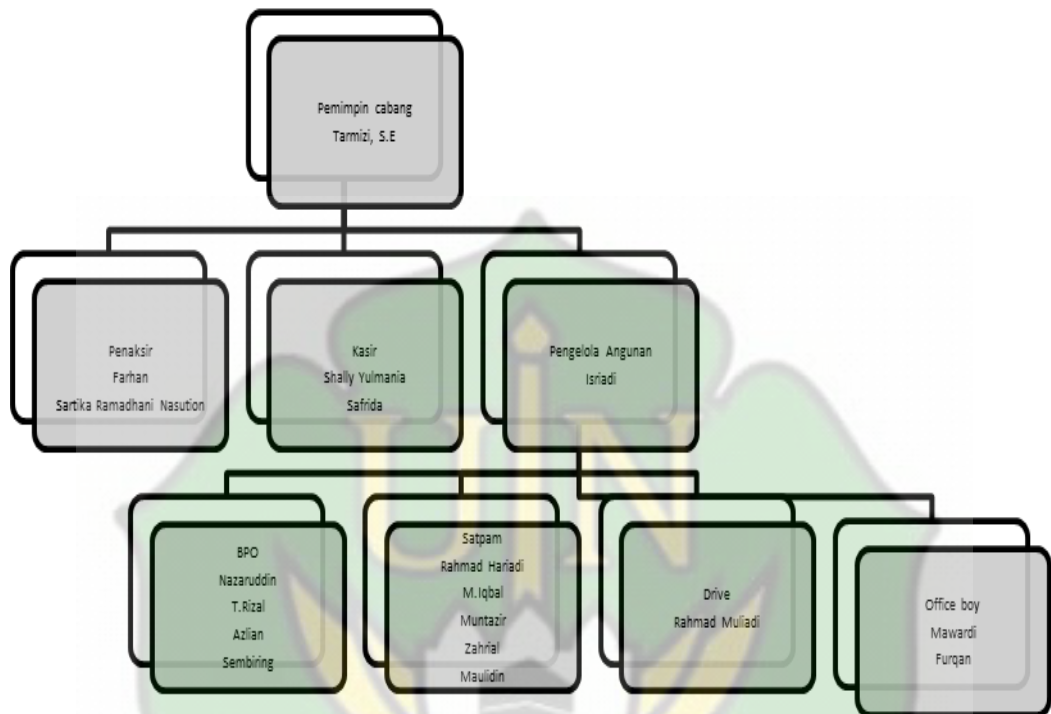 Pemimpin cabang
Tarmizi, S.E
Penaksir
Farhan
Sartika Ramadhani Nasution
Kasir
Shally Yulmania
Safrida
Pengelola Angunan
Isriadi
BPO
Nazaruddin
T.Rizal
Azlian
Sembiring
Satpam
Rahmad Hariadi
M.Iqbal
Muntazir
Zahrial
Maulidin
Drive
Rahmad Muliadi
Office boy
Mawardi
Furqan
UIN